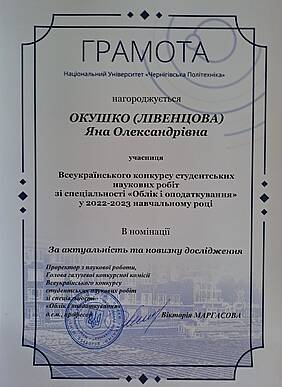 ГРАМОТА
Національний Університет «Чернігівська Політехніка»
нагороджується
ОКУШКО (ЛІВЕНЦОВА)
Яна Олександрівна
учасниця
Всеукраїнського конкурсу студентських
наукових робіт
зі спеціальності «Облік і оподаткування»
у 2022-2023 навчальному році
В номінації
За актуальність та новизну дослідження
Проректор з наукової роботи,
Голова галузевої конкурсної комісії
Всеукраїнського конкурсу
студентських наукових робіт
зі спеціальності
«Облік і оподаткування»
д.е.н., професор Вікторія МАРГАСОВА